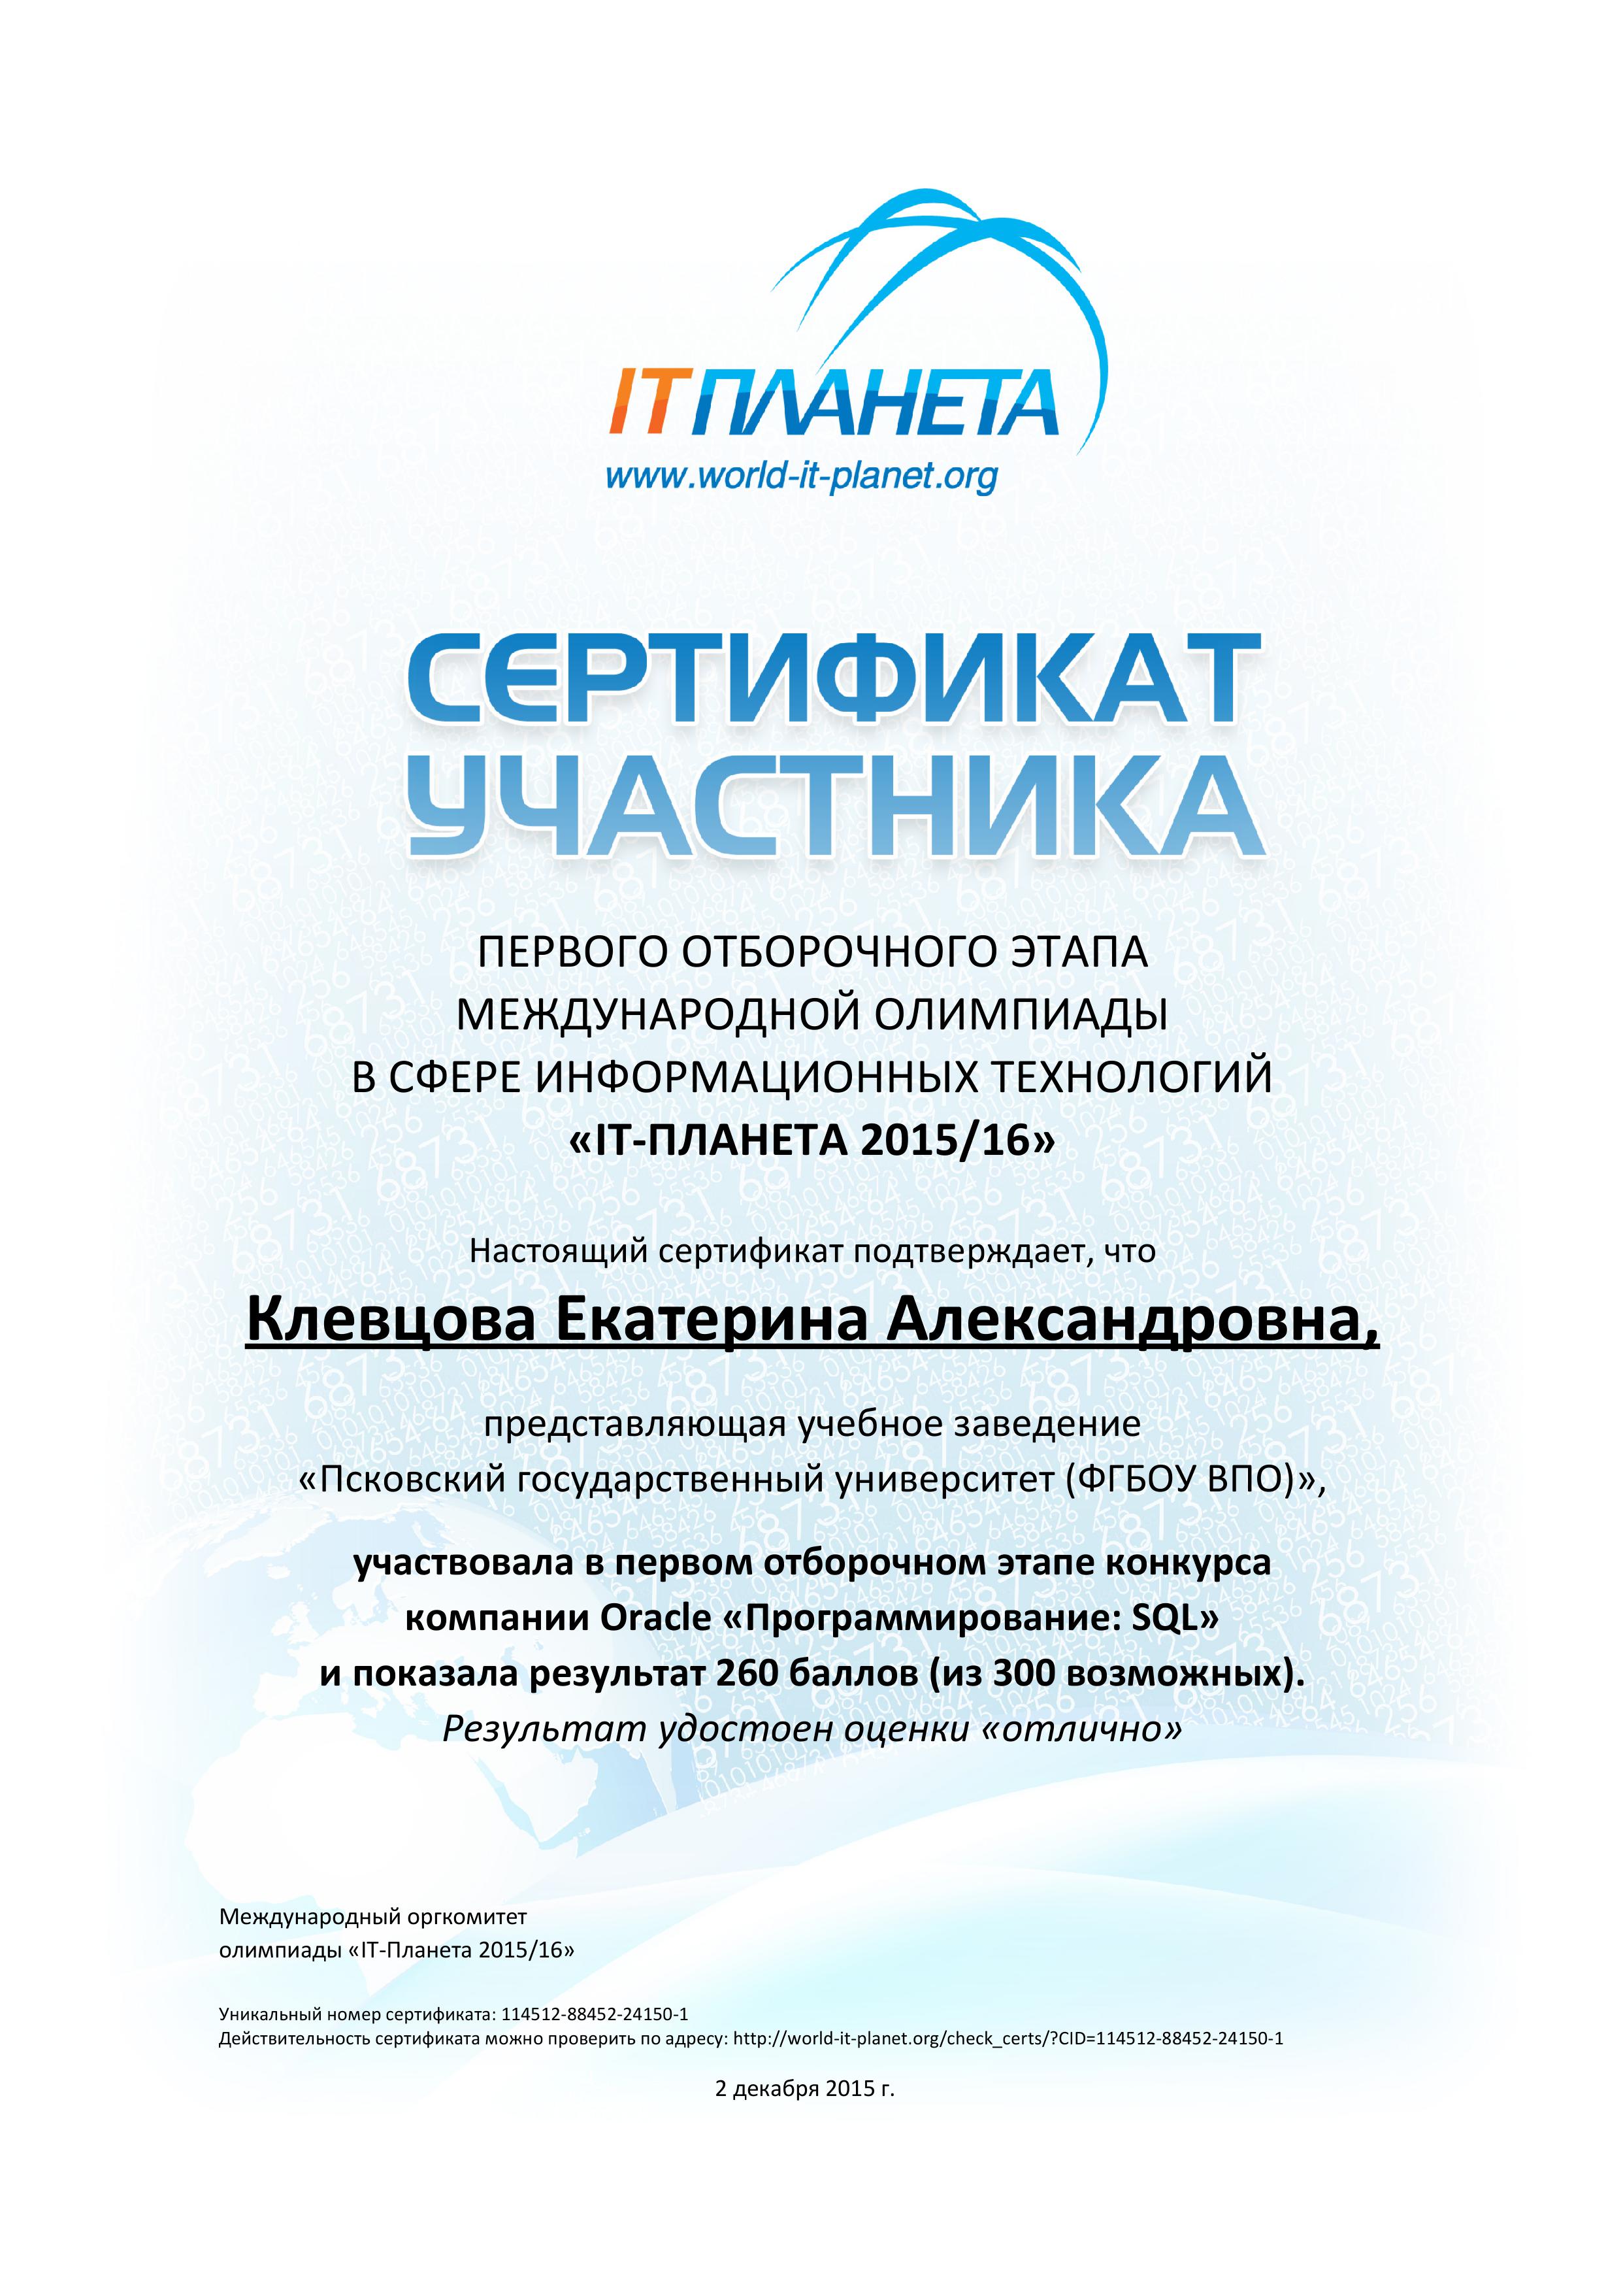 IT ПЛАНЕТА
www.world-it-planet.org
СЕРТИФИКАТ
УЧАСТНИКА
ПЕРВОГО ОТБОРОЧНОГО ЭТАПА
МЕЖДУНАРОДНОЙ ОЛИМПИАДЫ
В СФЕРЕ ИНФОРМАЦИОННЫХ ТЕХНОЛОГИЙ
«IT-ПЛАНЕТА 2015/16»
Настоящий сертификат подтверждает, что
Клевцова Екатерина Александровна,
представляющая учебное заведение
«Псковский государственный университет (ФГБОУ ВПО)»,
участвовала в первом отборочном этапе конкурса
компании Oracle «Программирование: SQL»
и показала результат 260 баллов (из 300 возможных).
Результат удостоен оценки «отлично»
Международный оргкомитет
олимпиады «IT-Планета 2015/16»
Уникальный номер сертификата: 114512-88452-24150-1
Действительность сертификата можно проверить по адресу: http://world-it-planet.org/check_certs/?CID=114512-88452-24150-1
2 декабря 2015 г.